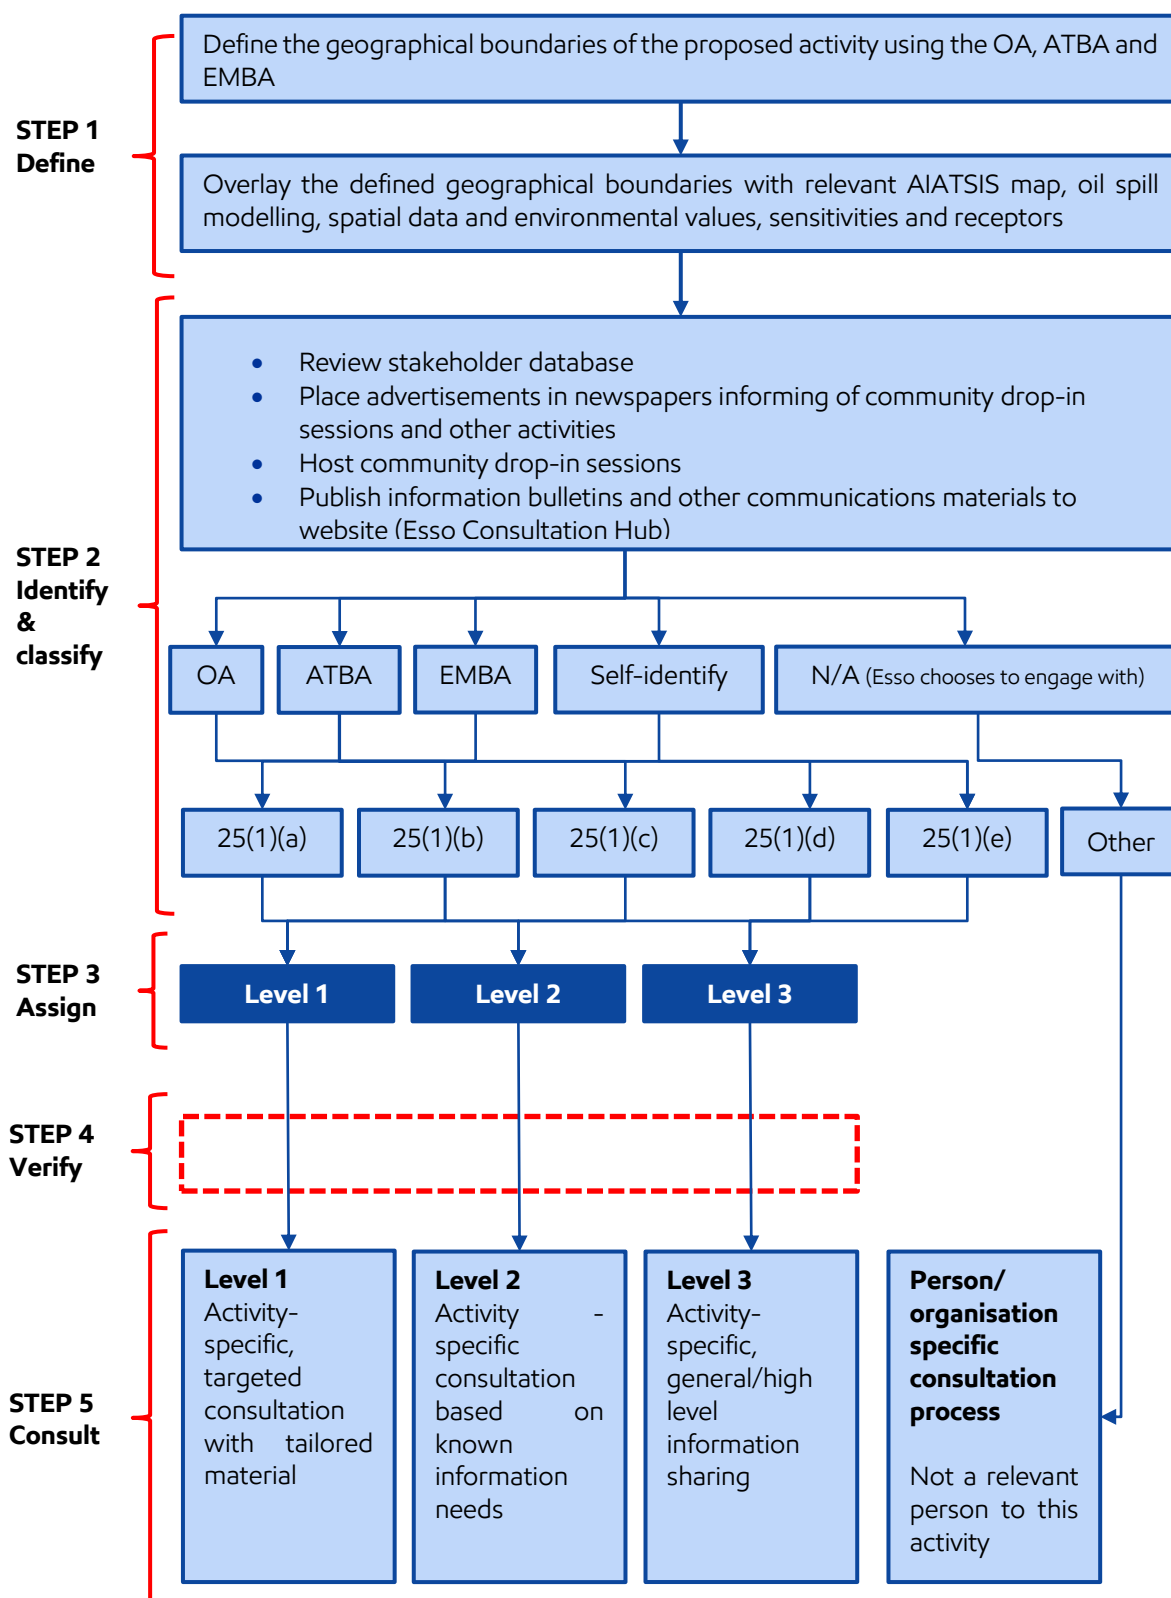 Define the geographical boundaries of the proposed activity using the OA, ATBA and
EMBA
STEP 1
Define
Overlay the defined geographical boundaries with relevant AIATSIS map, oil spill
modelling, spatial data and environmental values, sensitivities and receptors
• Review stakeholder database
• Place advertisements in newspapers informing of community drop-in
sessions and other activities
• Host community drop-in sessions
• Publish information bulletins and other communications materials to
website (Esso Consultation Hub)
STEP 2
Identify
&
classify
OA
ATBA
EMBA
Self-identify
N/A (Esso chooses to engage with)
25(1)(a)
25(1)(b)
25(1)(c)
25(1)(d)
25(1)(e)
Other
STEP 3
Assign
Level 1
Level 2
Level 3
STEP 4
Verify
STEP 5
Consult
Level 1
Activity-
specific,
targeted
consultation
with tailored
material
Level 2
Activity -
specific
consultation
based on
known
information
needs
Level 3
Activity-
specific,
general/high
level
information
sharing
Person/
organisation
specific
consultation
process
Not a relevant
person to this
activity